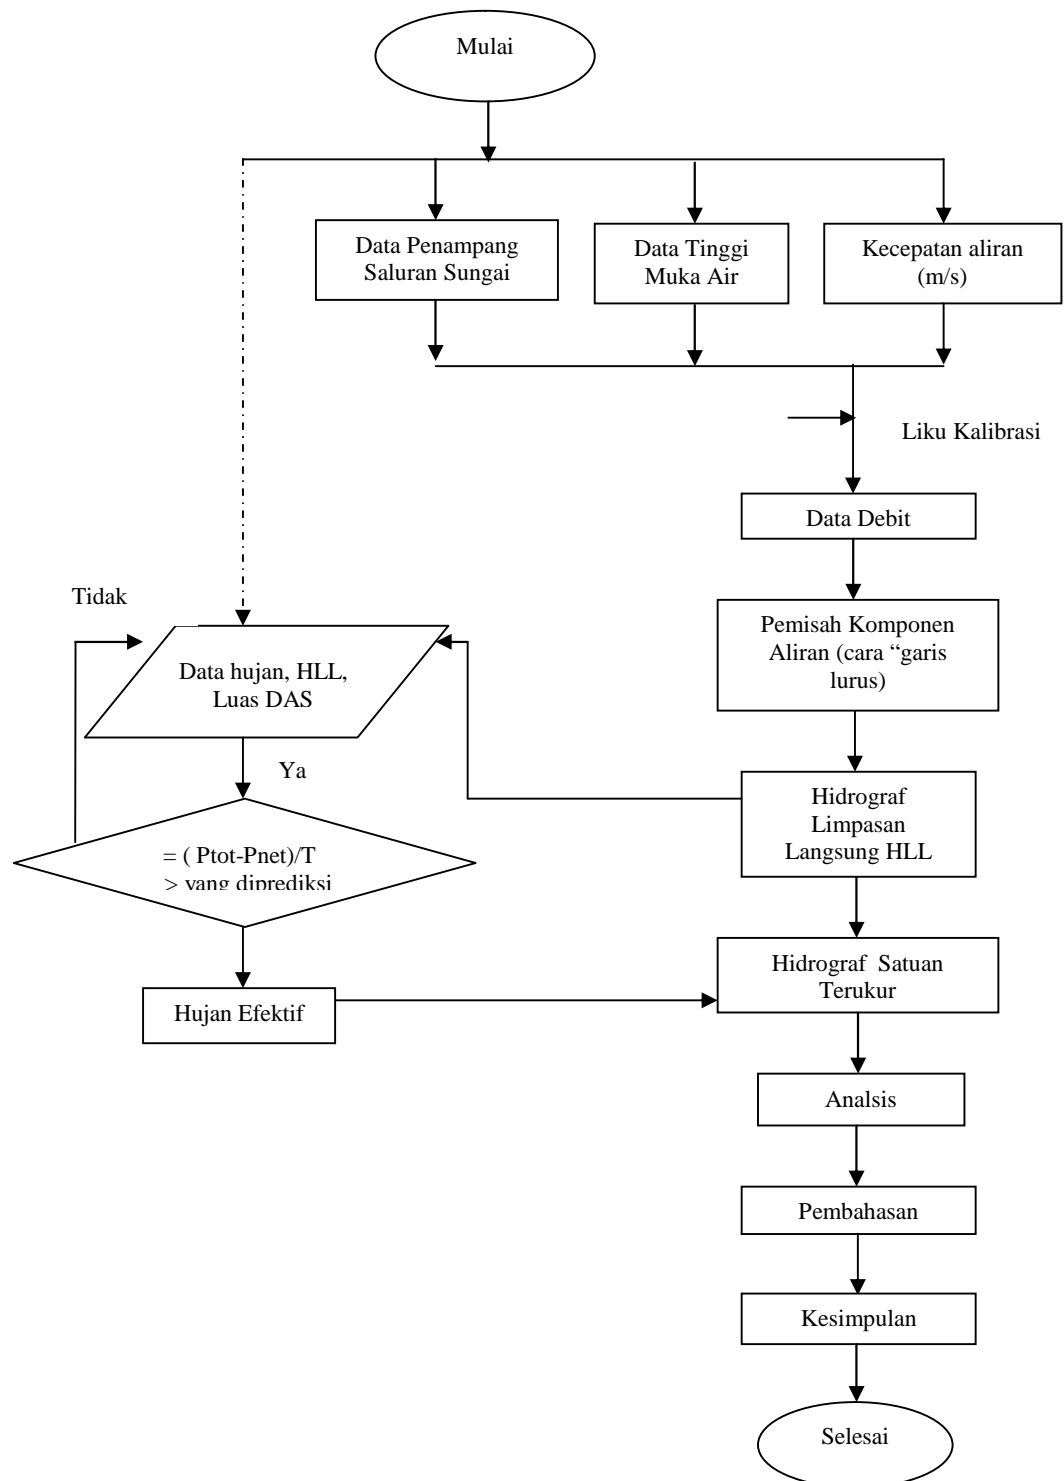 Mulai
Data Penampang
Saluran Sungai
Data Tinggi
Muka Air
Kecepatan aliran
(m/s)
Liku Kalibrasi
Data Debit
Tidak
Pemisah Komponen
Aliran (cara “garis
lurus)
Data hujan, HLL,
Luas DAS
Ya
Hidrograf
Limpasan
Langsung HLL
= ( Ptot-Pnet)/T
> yang diprediksi
Hidrograf Satuan
Terukur
Hujan Efektif
Analsis
Pembahasan
Kesimpulan
Selesai